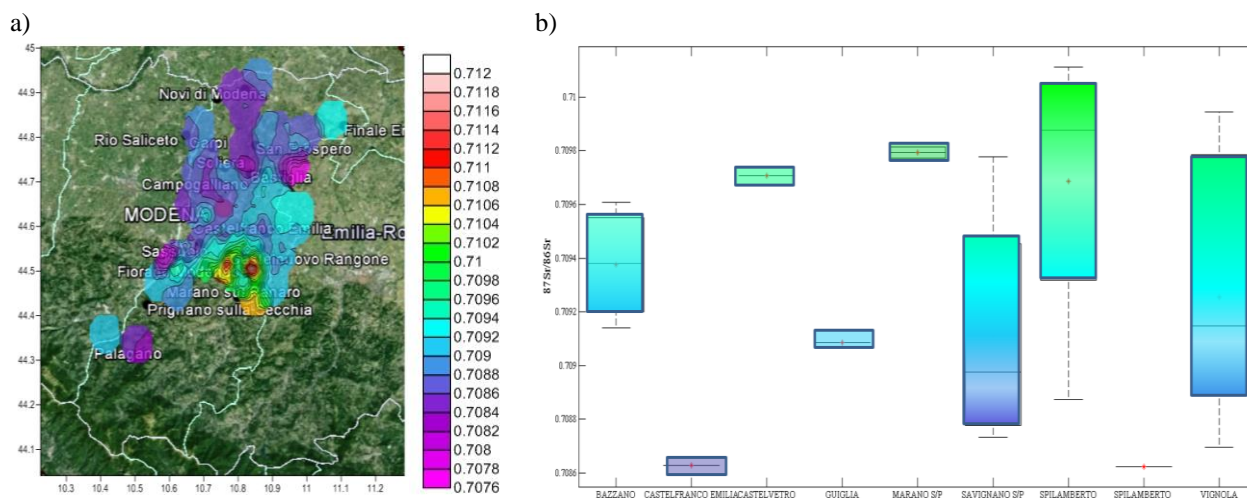 a)
b)
45
44.9
44.8
44.7
44.6
44.5
44.4
44.3
44.2
44.1
10.3 10.4 10.5 10.6 10.7 10.8 10.9 11 11.1 11.2
Novi di Modena
Rio Saliceto
Carpi
Finale
San Prospero
Soliera
Bastiglia
Campogalliano
MODENA
Castelfranco Emilia
Emilia-Ro
Rangone
Marano sul Panaro
Prignano sulla Secchia
Palagano
0.712
0.7118
0.7116
0.7114
0.711
0.7108
0.7106
0.7104
0.7102
0.71
0.7098
0.7096
0.7094
0.7092
0.709
0.7088
0.7086
0.7084
0.7082
0.708
0.7078
0.7076
87Sr/86Sr
0.71
0.7098
0.7096
0.7094
0.7092
0.709
0.7088
0.7086
BAZZANO CASTELFRANCO EMILIA CASTELVETRO GUIGLIA MARANO S/P SAVIGNANO S/P SPILAMBERTO SPILAMBERTO VIGNOLA